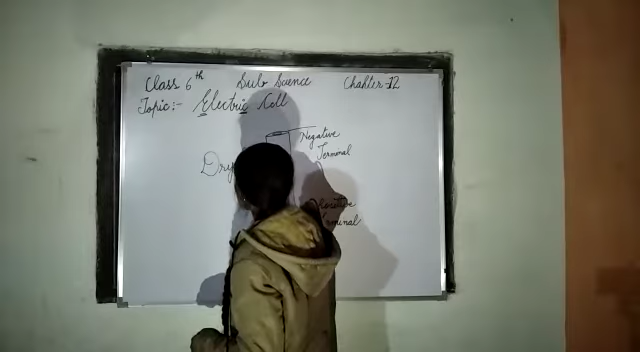 Class 6th Sub Science Chapter 12
Topic:- Electric Cell
Negative
Terminal
Dry
Positive
Terminal